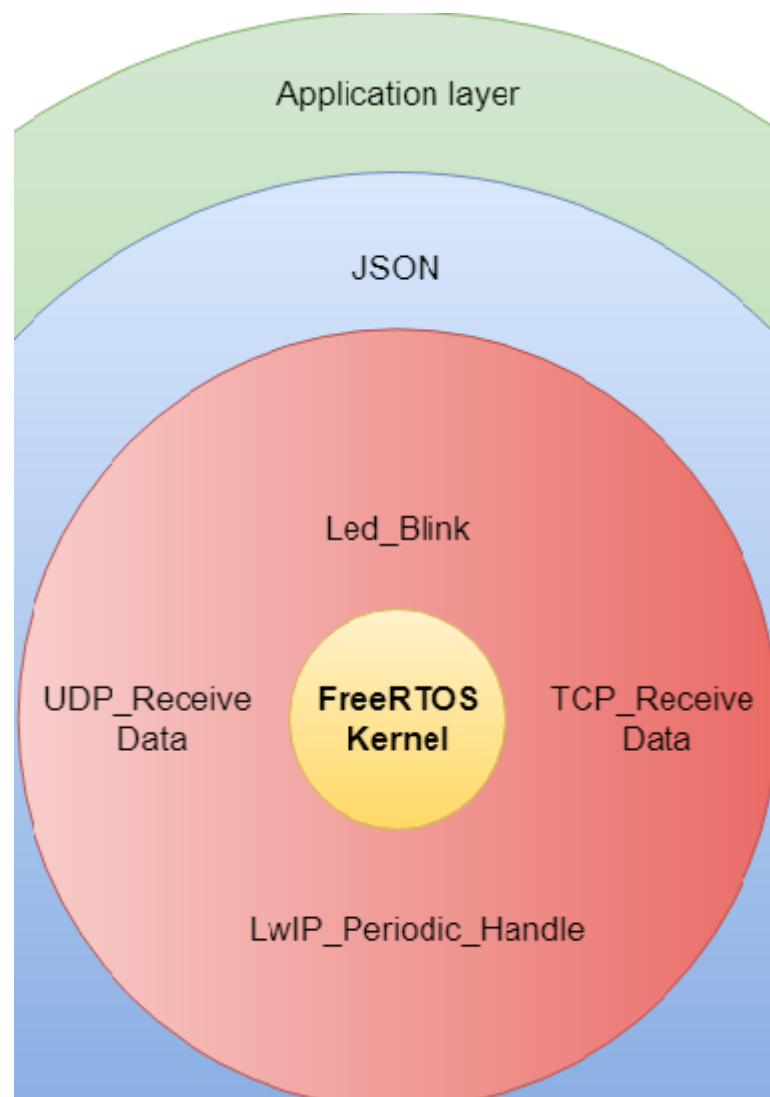 Application layer
JSON
Led_Blink
UDP_Receive
Data
FreeRTOS
Kernel
TCP_Receive
Data
LwIP_Periodic_Handle